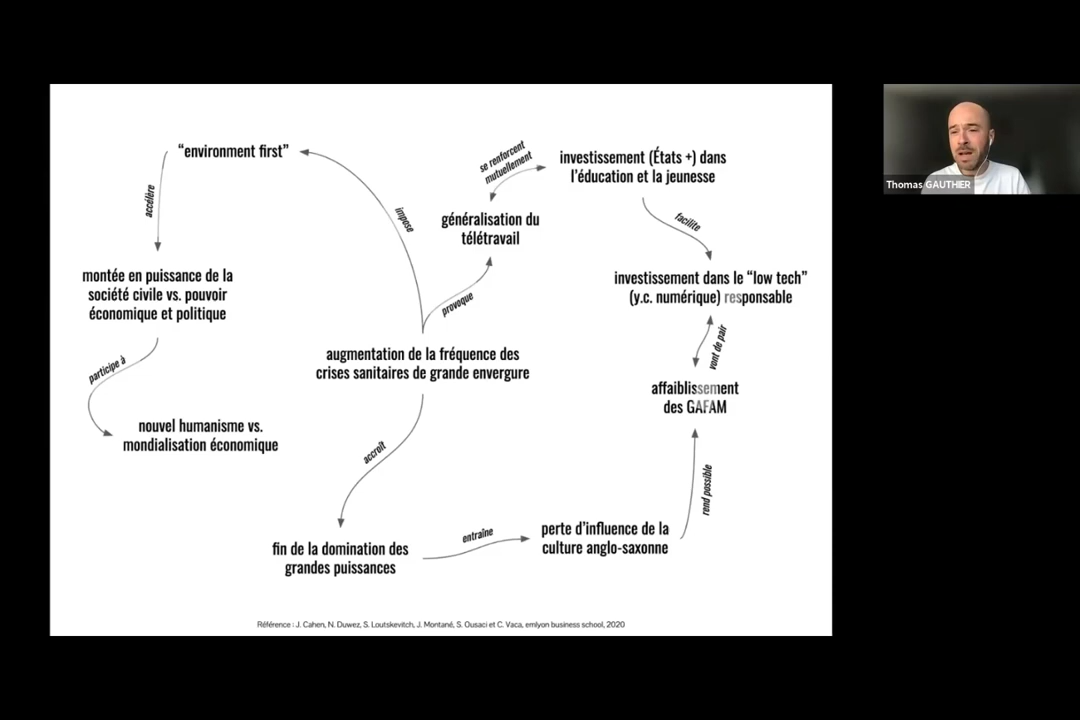 “environment first”
accélère
montée en puissance de la
société civile vs. pouvoir
économique et politique
participe à
nouvel humanisme vs.
mondialisation économique
impose
augmentation de la fréquence des
crises sanitaires de grande envergure
provoque
généralisation du
télétravail
se renforcent
mutuellement
investissement (États +) dans
l’éducation et la jeunesse
facilite
investissement dans le “low tech”
(y.c. numérique) responsable
vont de pair
affaiblissement
des GAFAM
rend possible
accroît
fin de la domination des
grandes puissances
entraîne
perte d’influence de la
culture anglo-saxonne
Référence : J. Cahen, N. Duwez, S. Loutskevitch, J. Montané, S. Ousaci et C. Vaca, emlyon business school, 2020
Thomas GAUTHIER